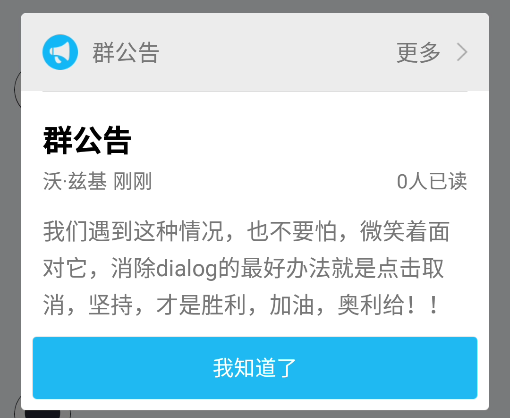 群公告
更多
群公告
沃·兹基 刚刚
0人已读
我们遇到这种情况，也不要怕，微笑着面
对它，消除dialog的最好办法就是点击取
消，坚持，才是胜利，加油，奥利给！！
我知道了